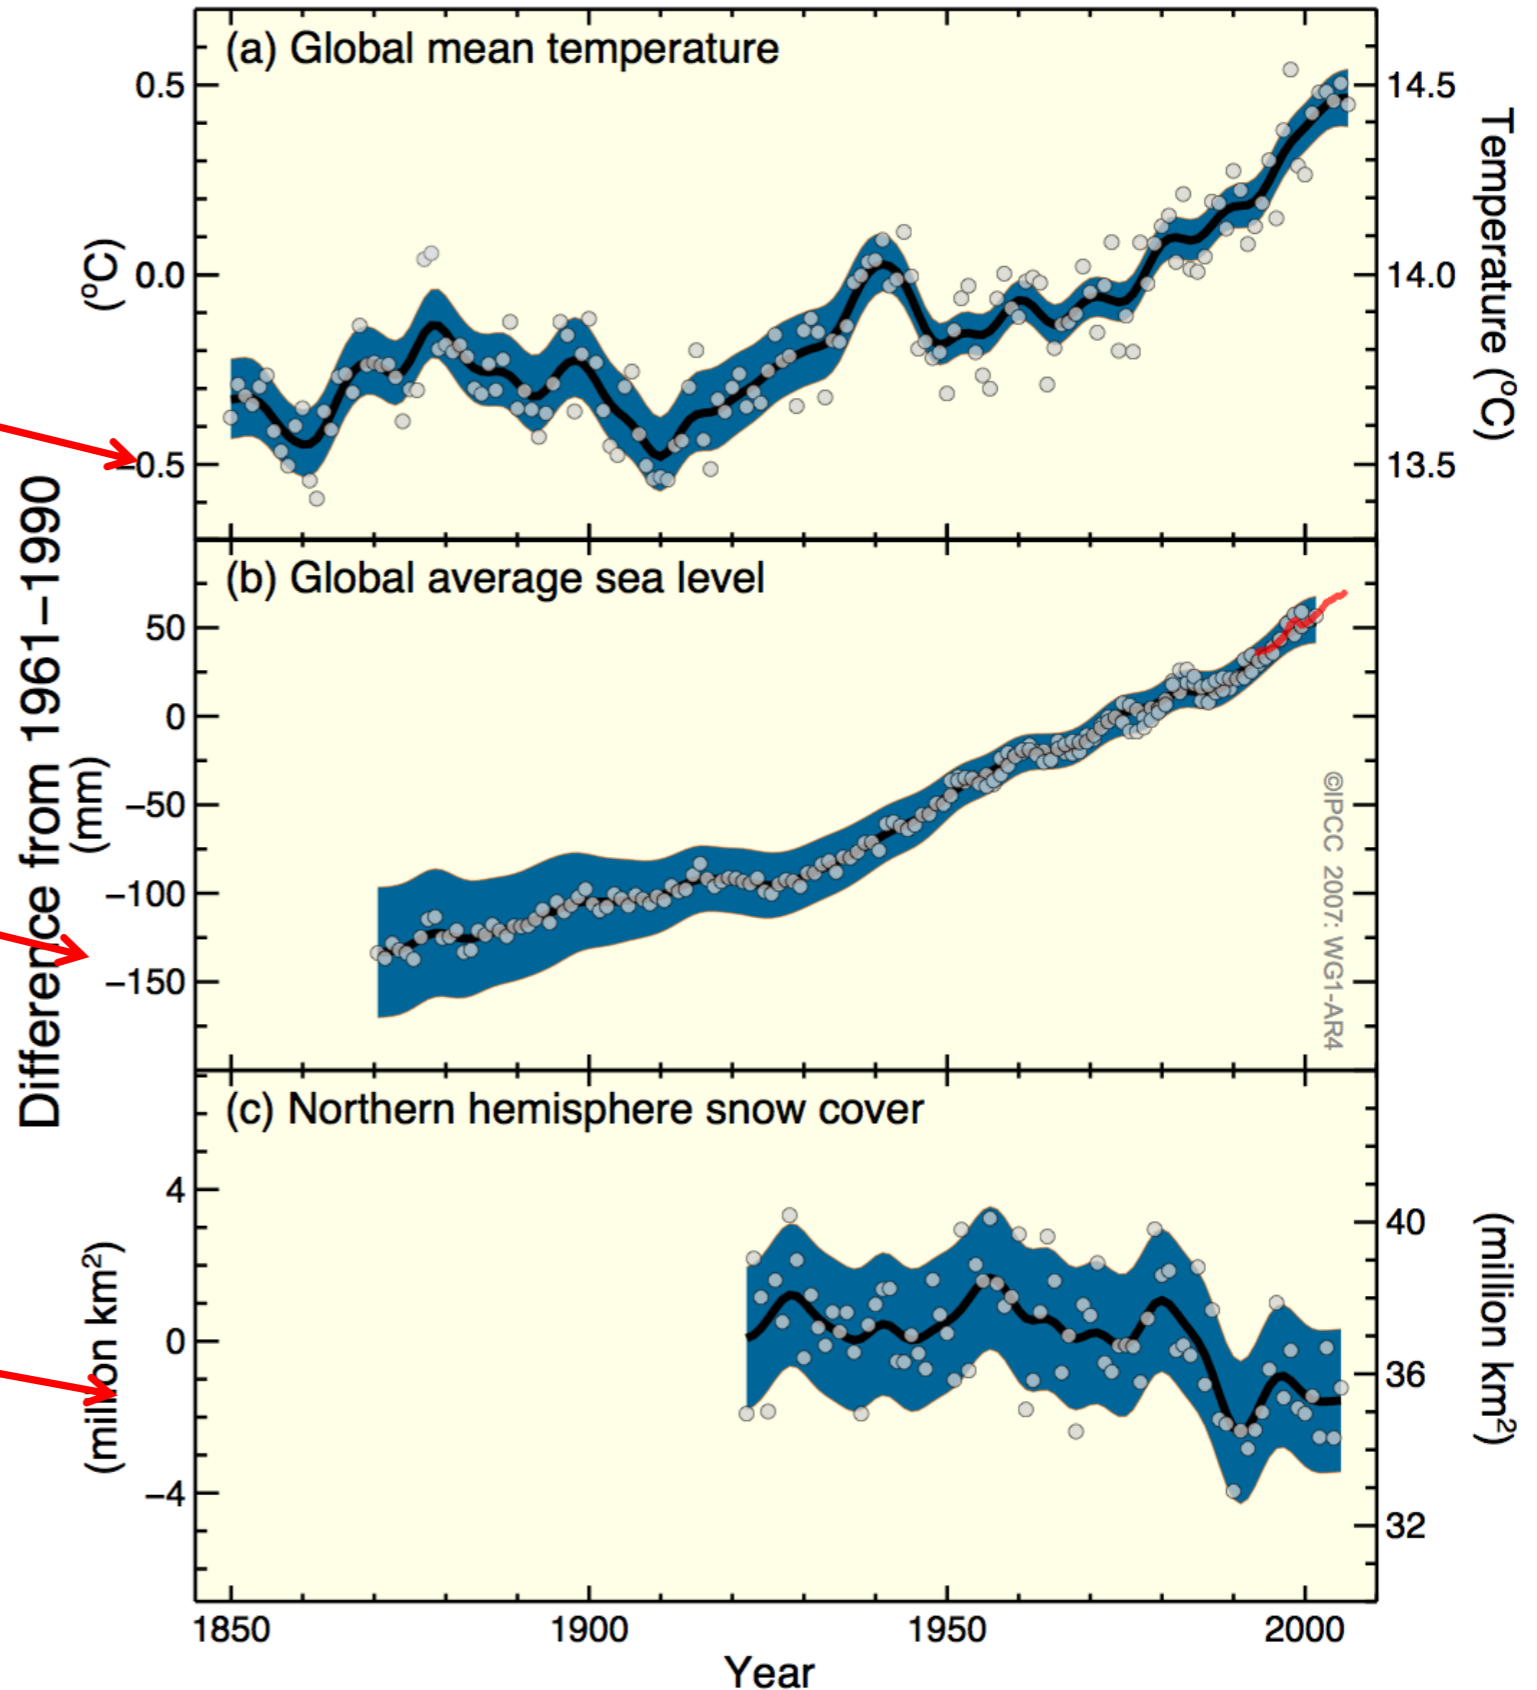 (a) Global mean temperature
0.5
0.0
−0.5
(°C)
14.5
14.0
13.5
Temperature (°C)
Difference from 1961−1990
(b) Global average sea level
50
0
−50
−100
−150
(mm)
©IPCC 2007: WG1-AR4
(c) Northern hemisphere snow cover
4
0
−4
(million km²)
40
36
32
(million km²)
1850 1900 1950 2000
Year